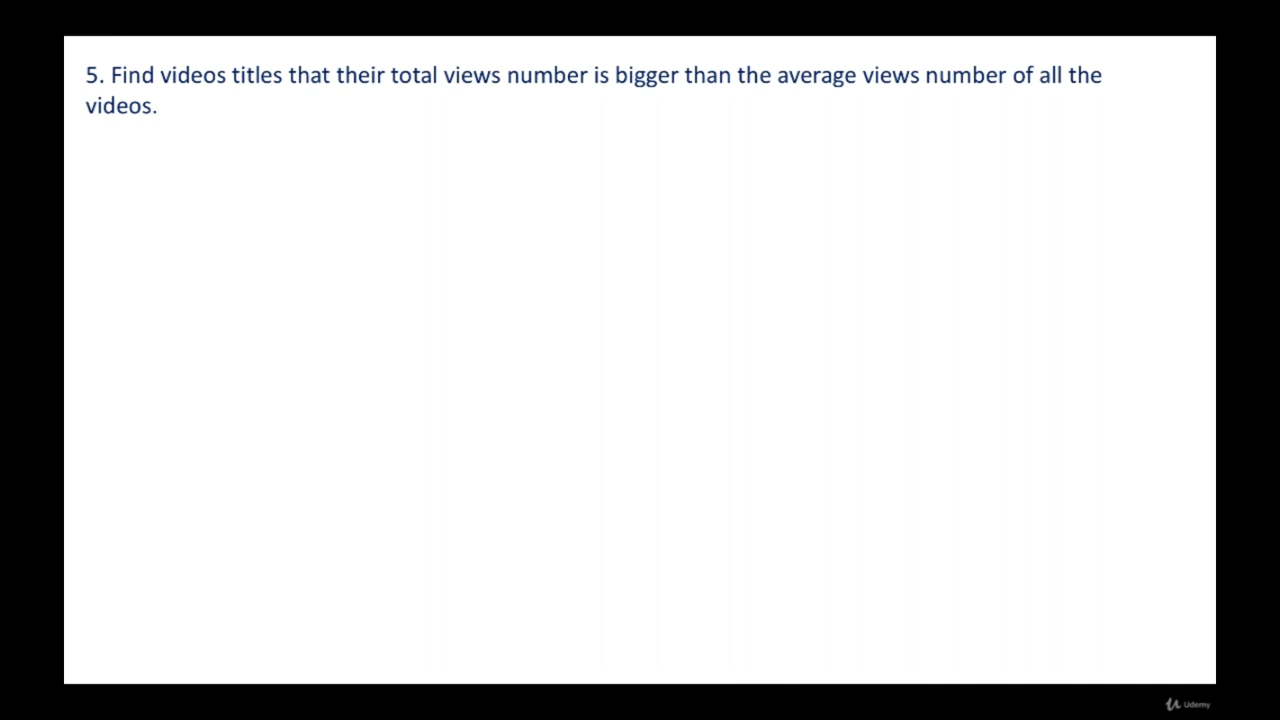 5. Find videos titles that their total views number is bigger than the average views number of all the
videos.
Udemy